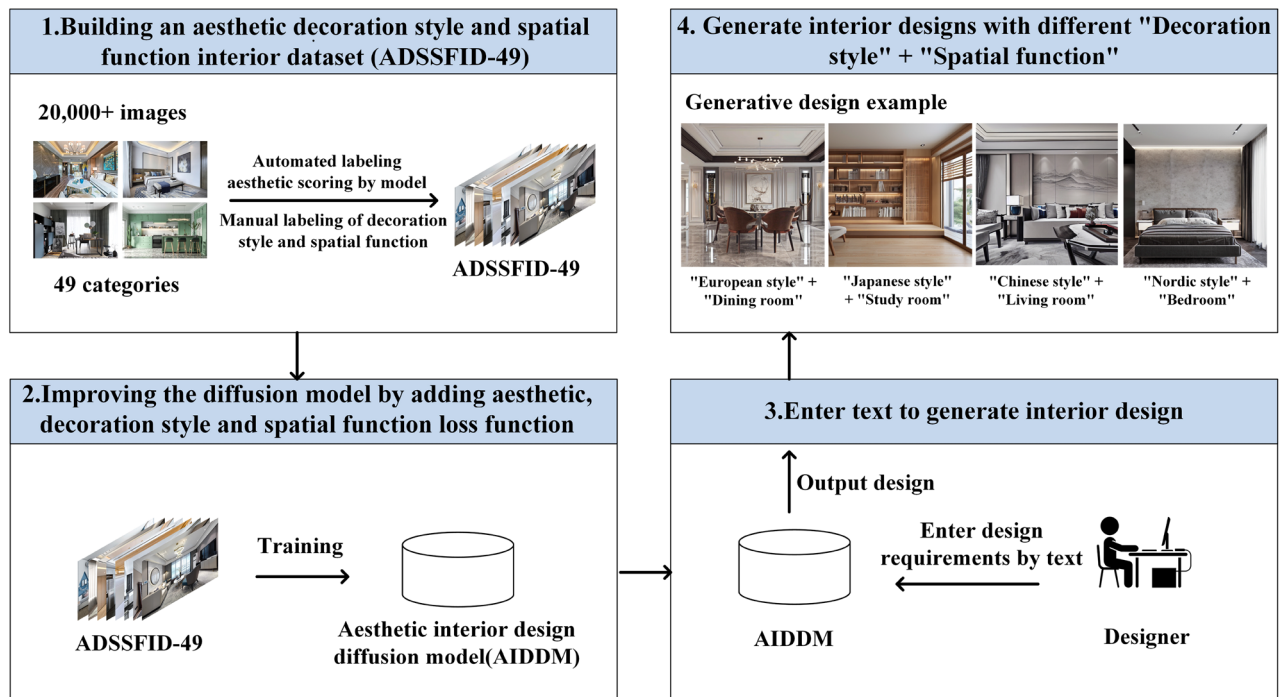 1.Building an aesthetic decoration style and spatial
function interior dataset (ADSSFID-49)
20,000+ images
Automated labeling
aesthetic scoring by model
Manual labeling of decoration
style and spatial function
49 categories
ADSSFID-49
2.Improving the diffusion model by adding aesthetic,
decoration style and spatial function loss function
Training
ADSSFID-49
Aesthetic interior design
diffusion model(AIDDM)
3.Enter text to generate interior design
Output design
Enter design
requirements by text
AIDDM
Designer
4. Generate interior designs with different "Decoration
style" + "Spatial function"
Generative design example
"European style" +
"Dining room"
"Japanese style"
+ "Study room"
"Chinese style" +
"Living room"
"Nordic style" +
"Bedroom"